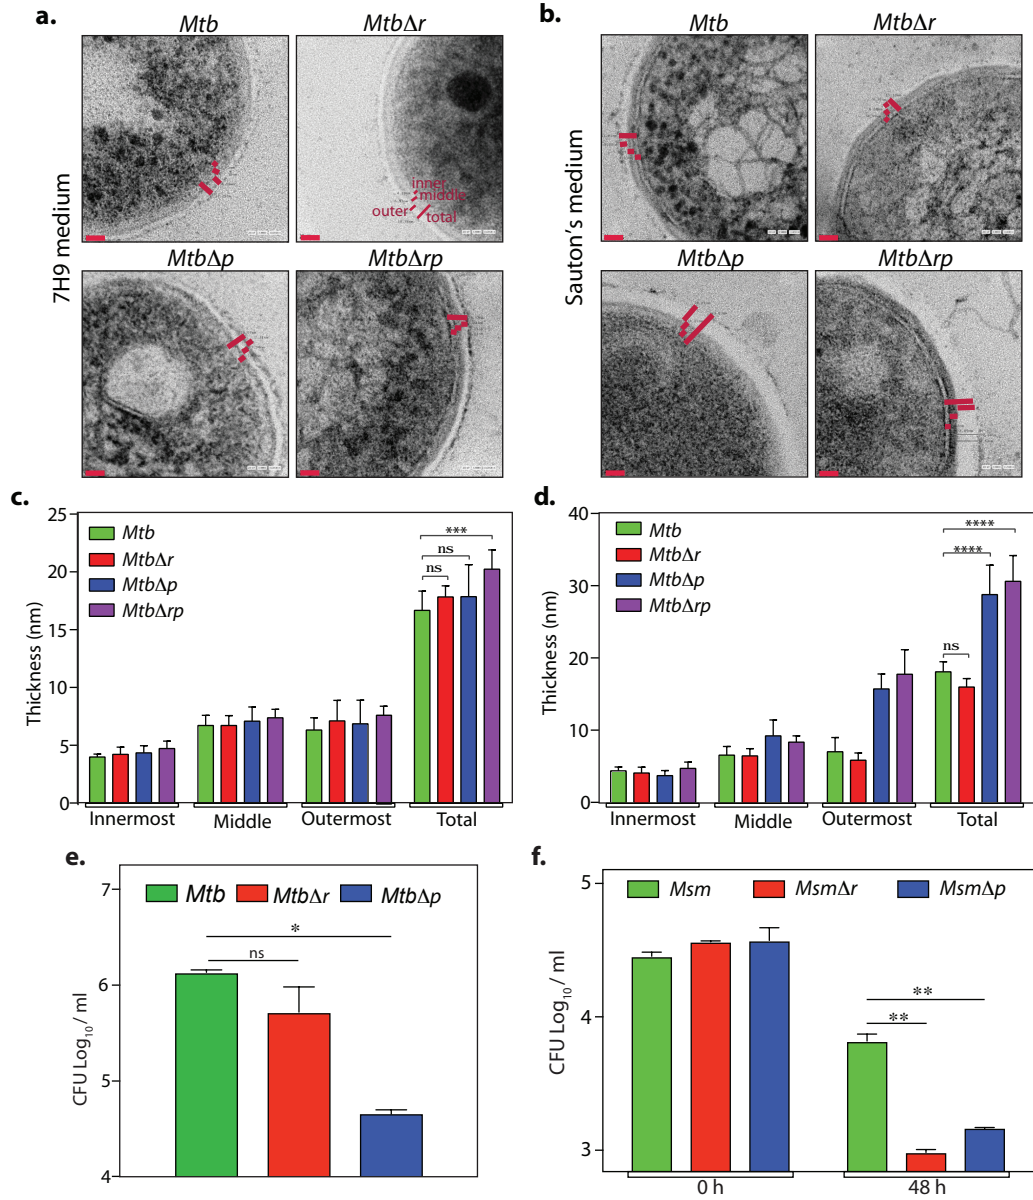 a.
Mtb
MtbΔr
7H9 medium
inner
middle
outer
total
MtbΔp
MtbΔrp
b.
Mtb
MtbΔr
Sauton's medium
MtbΔp
MtbΔrp
c.
25
20
15
10
5
0
Thickness (nm)
Mtb
MtbΔr
MtbΔp
MtbΔrp
***
ns
ns
Innermost
Middle
Outermost
Total
d.
40
30
20
10
0
Thickness (nm)
Mtb
MtbΔr
MtbΔp
MtbΔrp
****
****
ns
Innermost
Middle
Outermost
Total
e.
7
6
5
4
CFU Log10/ ml
Mtb
MtbΔr
MtbΔp
*
ns
f.
5
4
3
CFU Log10/ ml
Msm
MsmΔr
MsmΔp
**
**
0 h
48 h